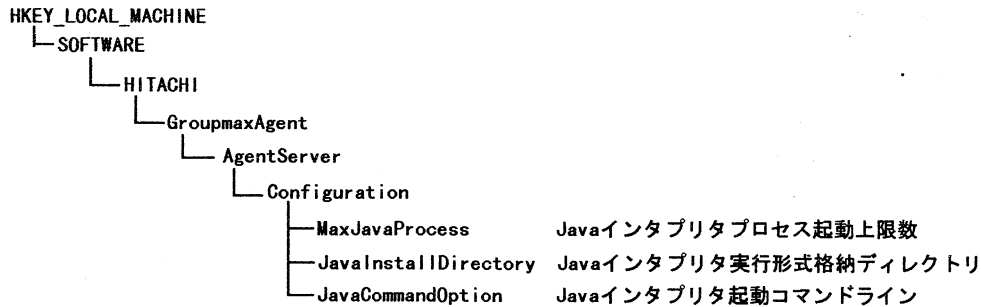 HKEY_LOCAL_MACHINE
SOFTWARE
HITACHI
GroupmaxAgent
AgentServer
Configuration
MaxJavaProcess Javaインタプリタプロセス起動上限数
JavaInstallDirectory Javaインタプリタ実行形式格納ディレクトリ
JavaCommandOption Javaインタプリタ起動コマンドライン